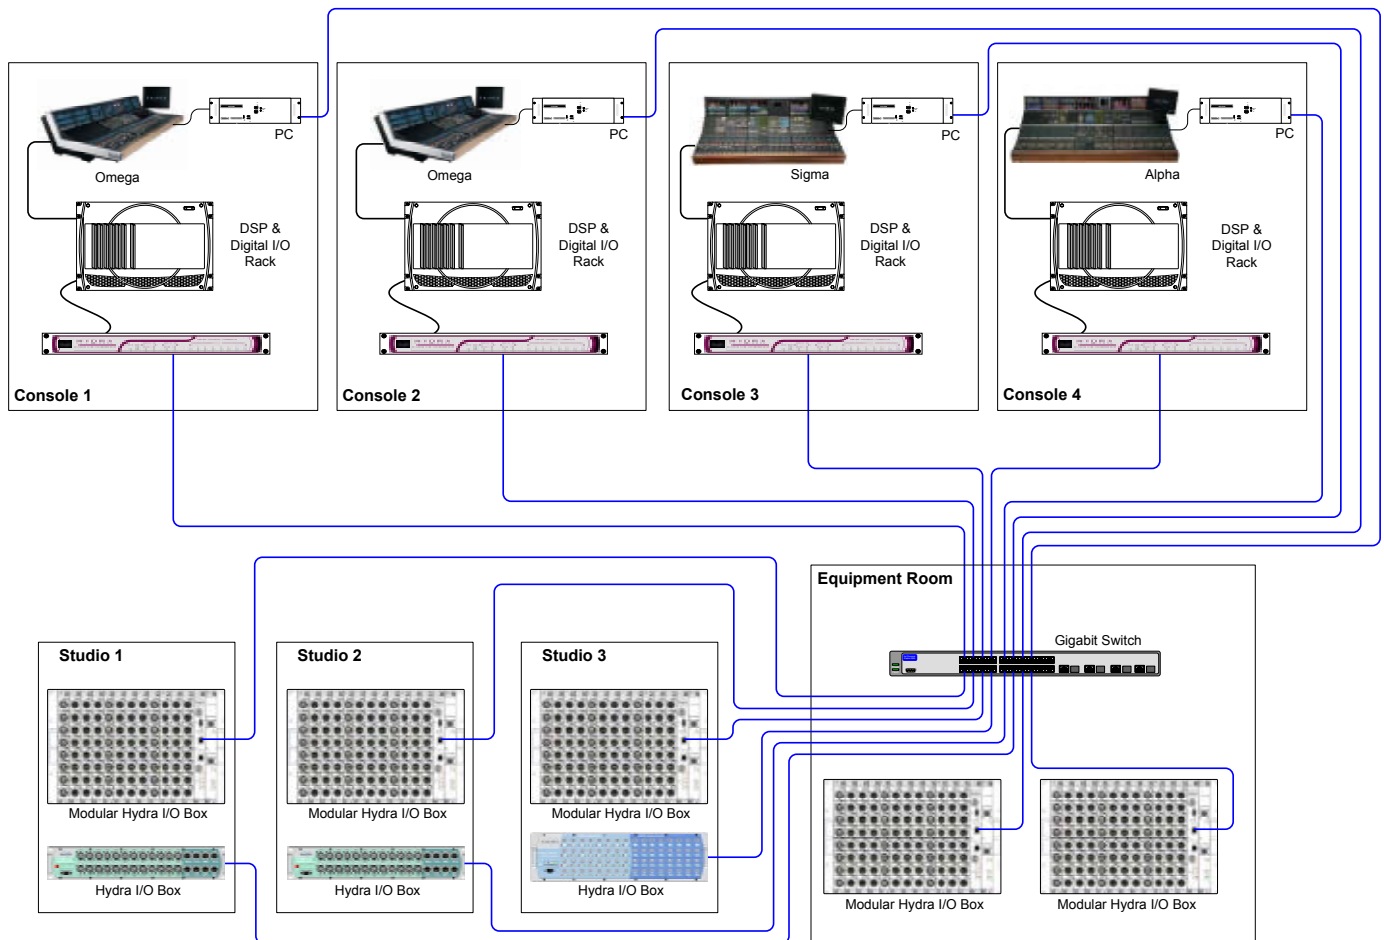 PC
PC
PC
PC
Omega
Omega
Sigma
Alpha
DSP &
Digital I/O
Rack
DSP &
Digital I/O
Rack
DSP &
Digital I/O
Rack
DSP &
Digital I/O
Rack
Console 1
Console 2
Console 3
Console 4
Equipment Room
Gigabit Switch
Studio 1
Studio 2
Studio 3
Modular Hydra I/O Box
Modular Hydra I/O Box
Modular Hydra I/O Box
Hydra I/O Box
Hydra I/O Box
Hydra I/O Box
Modular Hydra I/O Box
Modular Hydra I/O Box